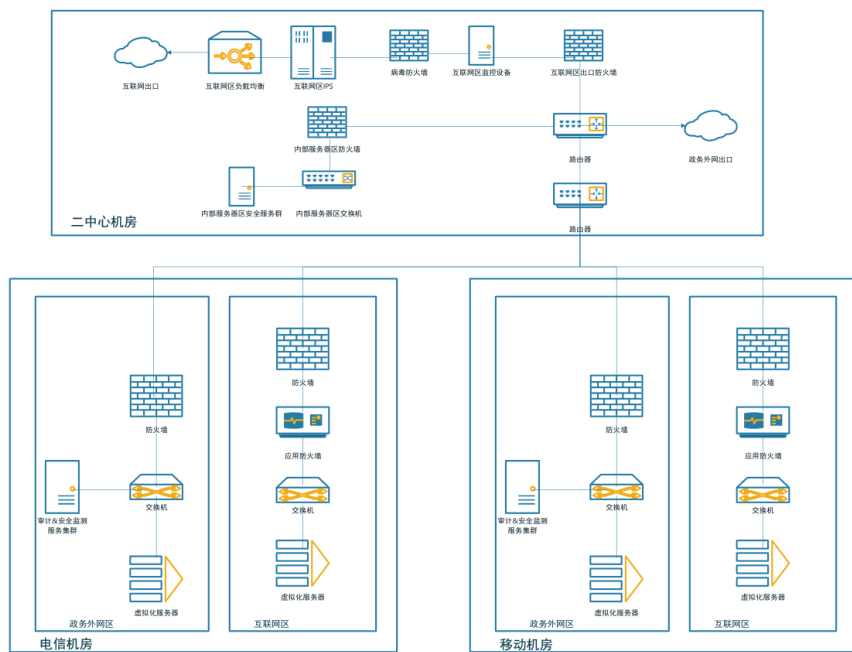 互联网出口
互联网区负载均衡
互联网区IPS
病毒防火墙
互联网区监控设备
互联网区出口防火墙
内部服务器区防火墙
路由器
政务外网出口
内部服务器区安全服务群
内部服务器区交换机
路由器
二中心机房
防火墙
交换机
审计&安全监测
服务集群
虚拟化服务器
政务外网区
防火墙
应用防火墙
交换机
虚拟化服务器
互联网区
电信机房
防火墙
交换机
审计&安全监测
服务集群
虚拟化服务器
政务外网区
防火墙
应用防火墙
交换机
虚拟化服务器
互联网区
移动机房